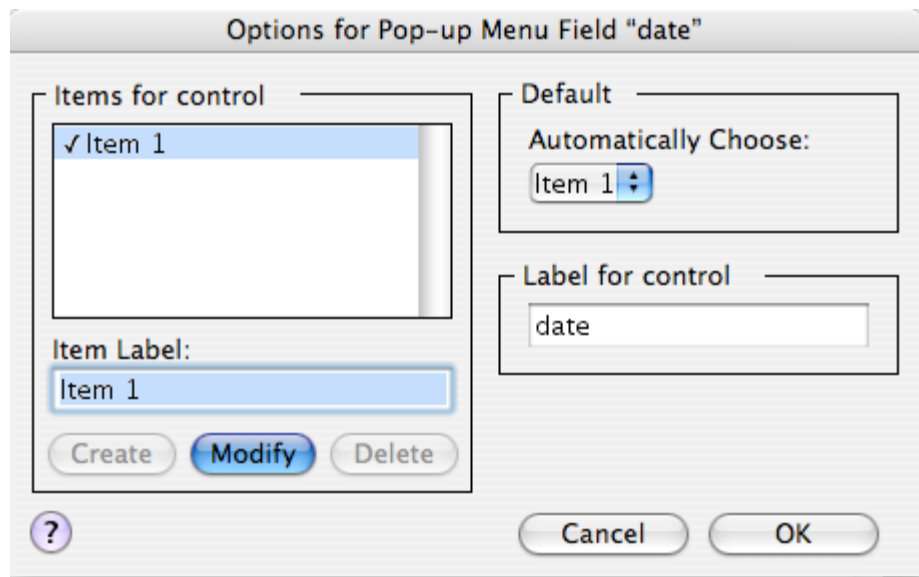 Options for Pop-up Menu Field “date”
Items for control
✓ Item 1
Item Label:
Item 1
Create Modify Delete
Default
Automatically Choose:
Item 1
Label for control
date
? Cancel OK